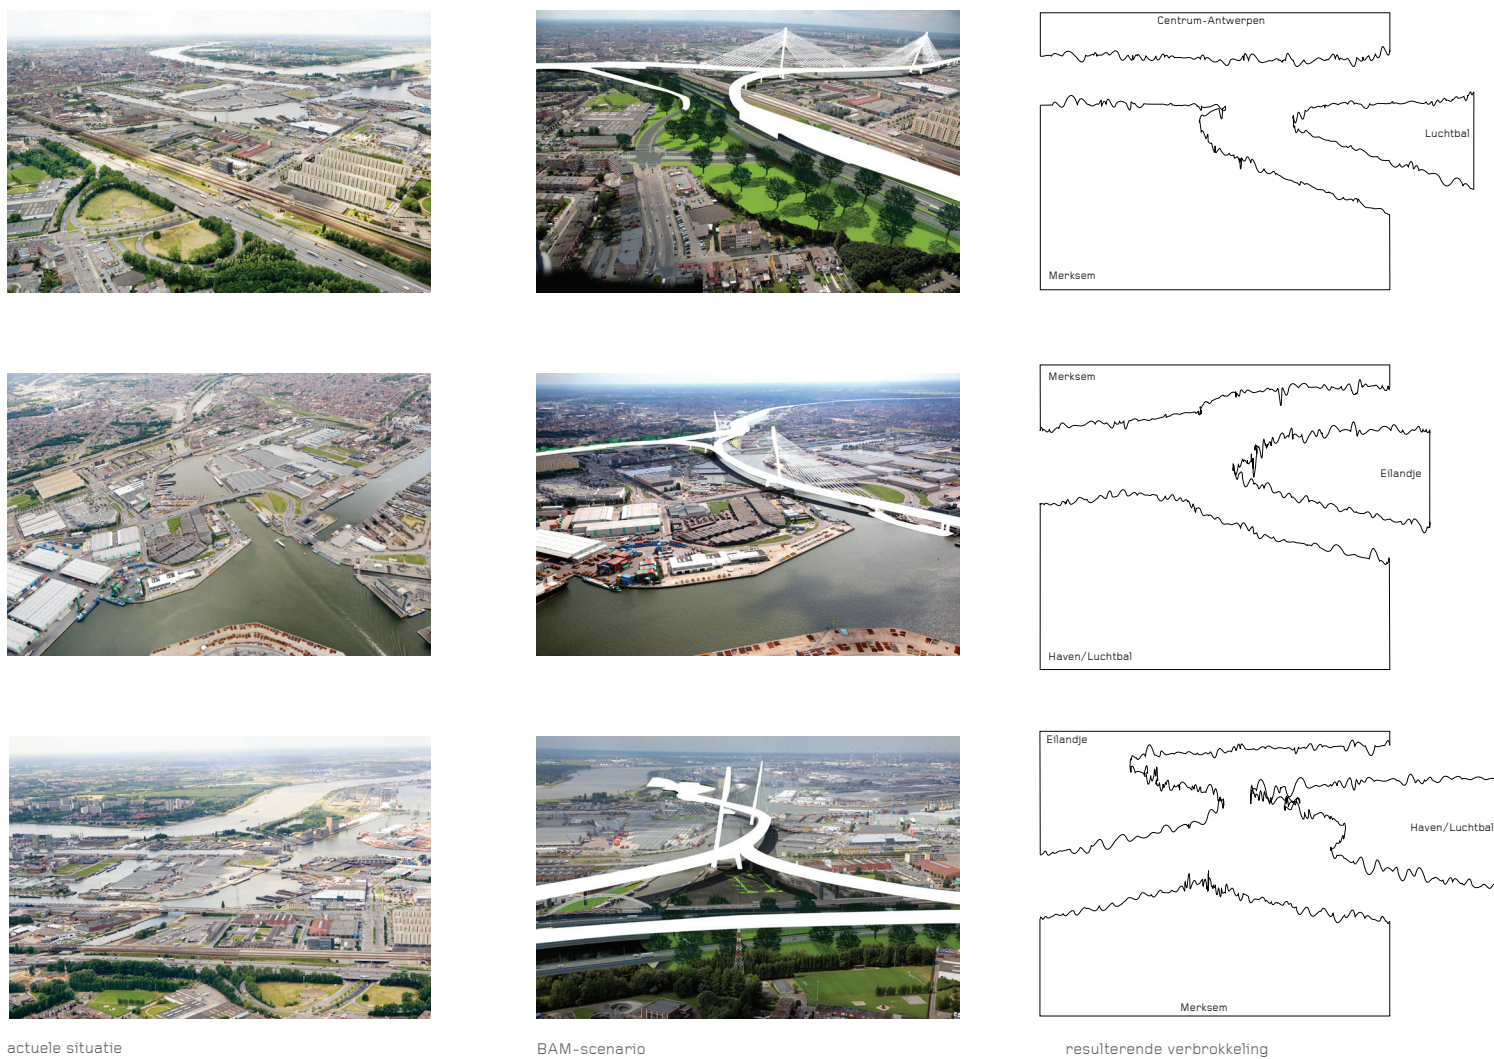 Centrum-Antwerpen
Luchtbal
Merksem
Merksem
Eilandje
Haven/Luchtbal
Eilandje
Haven/Luchtbal
Merksem
actuele situatie
BAM-scenario
resulterende verbrokkeling